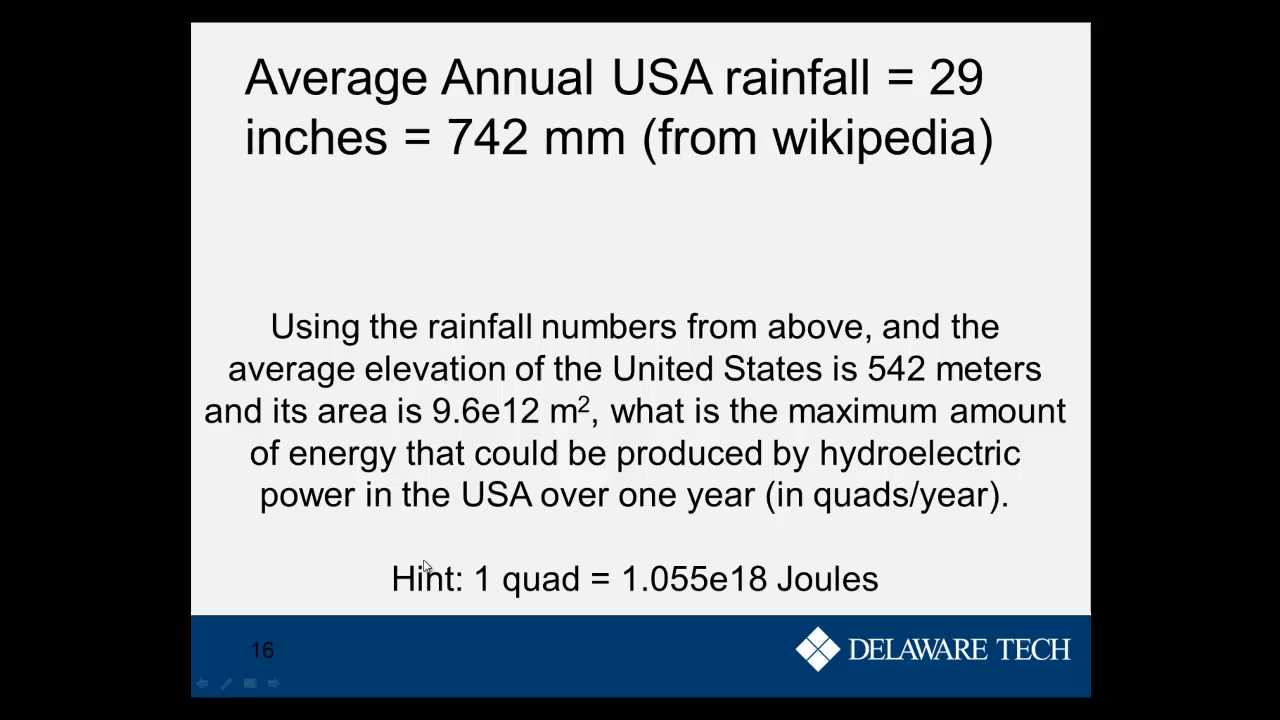 Average Annual USA rainfall = 29
inches = 742 mm (from wikipedia)
Using the rainfall numbers from above, and the
average elevation of the United States is 542 meters
and its area is 9.6e12 m², what is the maximum amount
of energy that could be produced by hydroelectric
power in the USA over one year (in quads/year).
Hint: 1 quad = 1.055e18 Joules
16
DELAWARE TECH